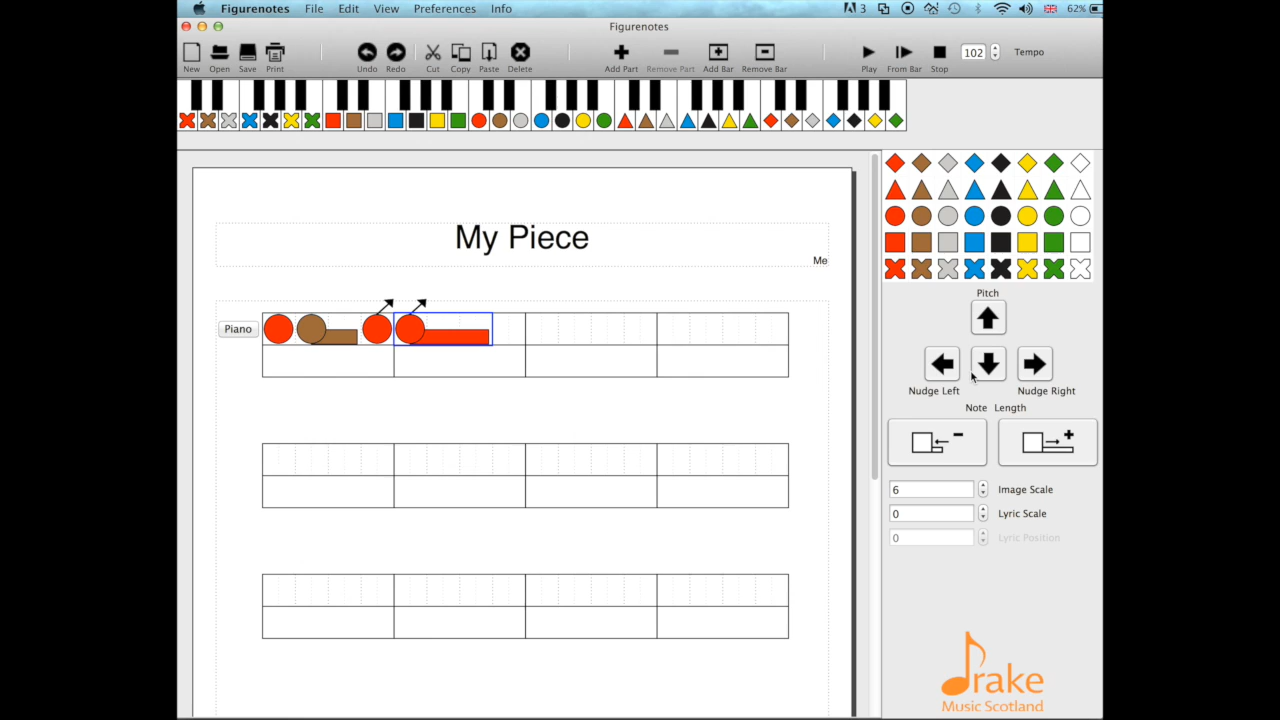 Figurenotes File Edit View Preferences Info 3 62%
Figurenotes
New Open Save Print Undo Redo Cut Copy Paste Delete Add Part Remove Part Add Bar Remove Bar Play From Bar Stop 102 Tempo
My Piece
Me
Piano
Pitch
Nudge Left Nudge Right
Note Length
6 Image Scale
0 Lyric Scale
0 Lyric Position
Drake
Music Scotland